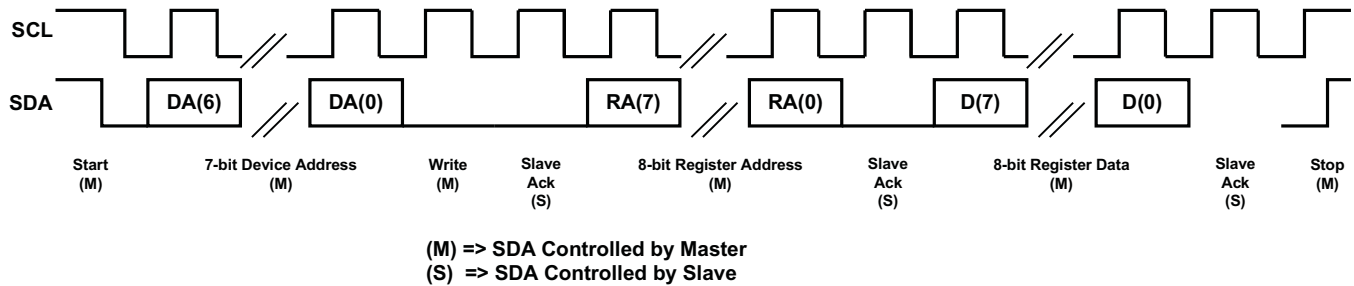 SCL
SDA
DA(6)
DA(0)
RA(7)
RA(0)
D(7)
D(0)
Start
(M)
7-bit Device Address
(M)
Write
(M)
Slave
Ack
(S)
8-bit Register Address
(M)
Slave
Ack
(S)
8-bit Register Data
(M)
Slave
Ack
(S)
Stop
(M)
(M) => SDA Controlled by Master
(S) => SDA Controlled by Slave